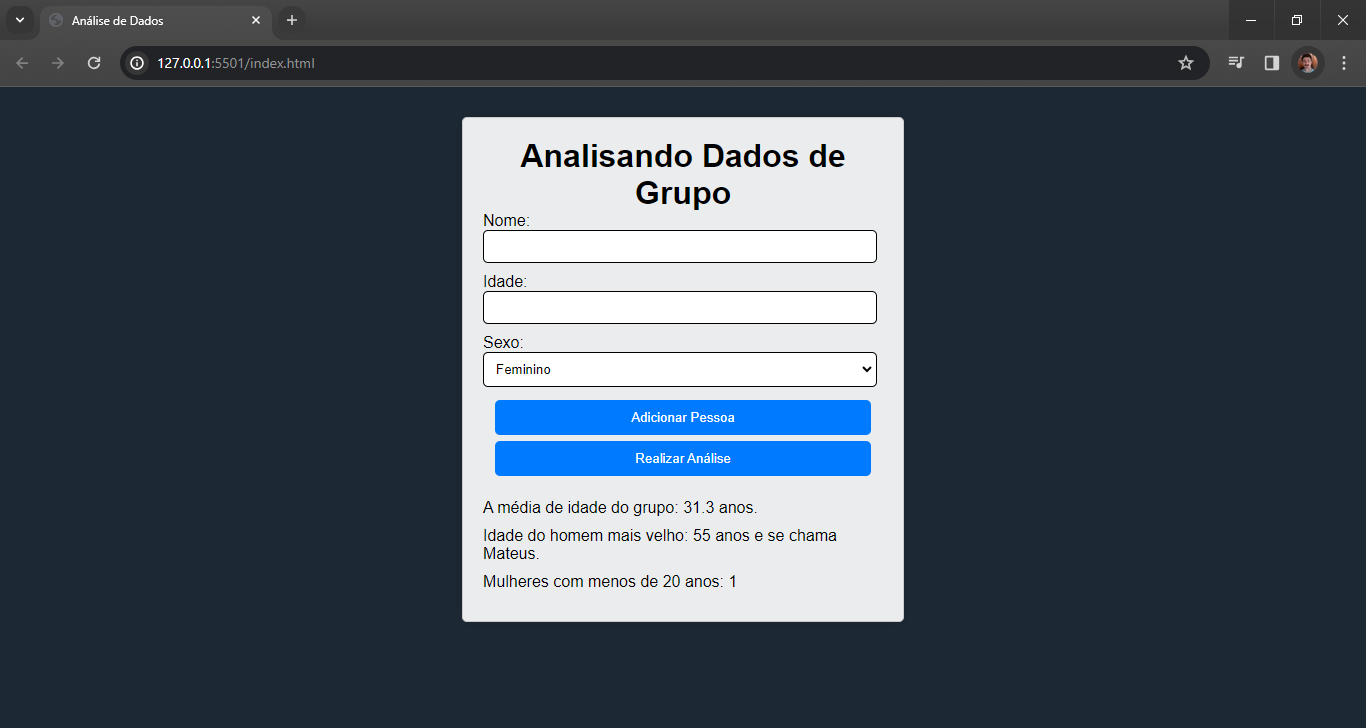 Análise de Dados
127.0.0.1:5501/index.html
Analisando Dados de
Grupo
Nome:
Idade:
Sexo:
Feminino
Adicionar Pessoa
Realizar Análise
A média de idade do grupo: 31.3 anos.
Idade do homem mais velho: 55 anos e se chama
Mateus.
Mulheres com menos de 20 anos: 1